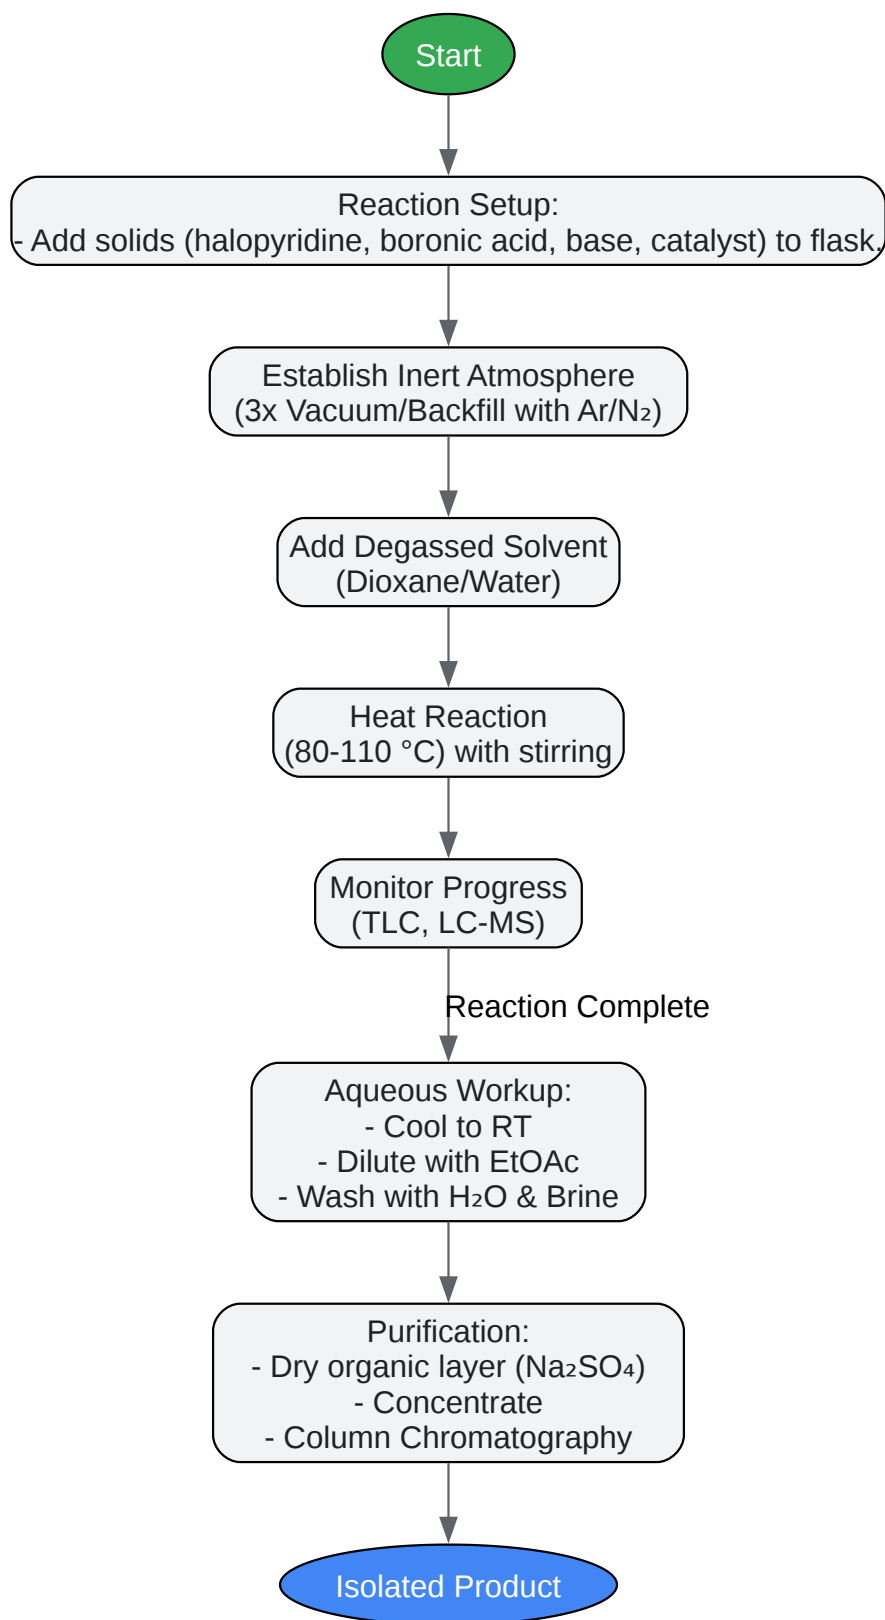 Start
Reaction Setup:
- Add solids (halopyridine, boronic acid, base, catalyst) to flask.
Establish Inert Atmosphere
(3x Vacuum/Backfill with Ar/N₂)
Add Degassed Solvent
(Dioxane/Water)
Heat Reaction
(80-110 °C) with stirring
Monitor Progress
(TLC, LC-MS)
Reaction Complete
Aqueous Workup:
- Cool to RT
- Dilute with EtOAc
- Wash with H₂O & Brine
Purification:
- Dry organic layer (Na₂SO₄)
- Concentrate
- Column Chromatography
Isolated Product